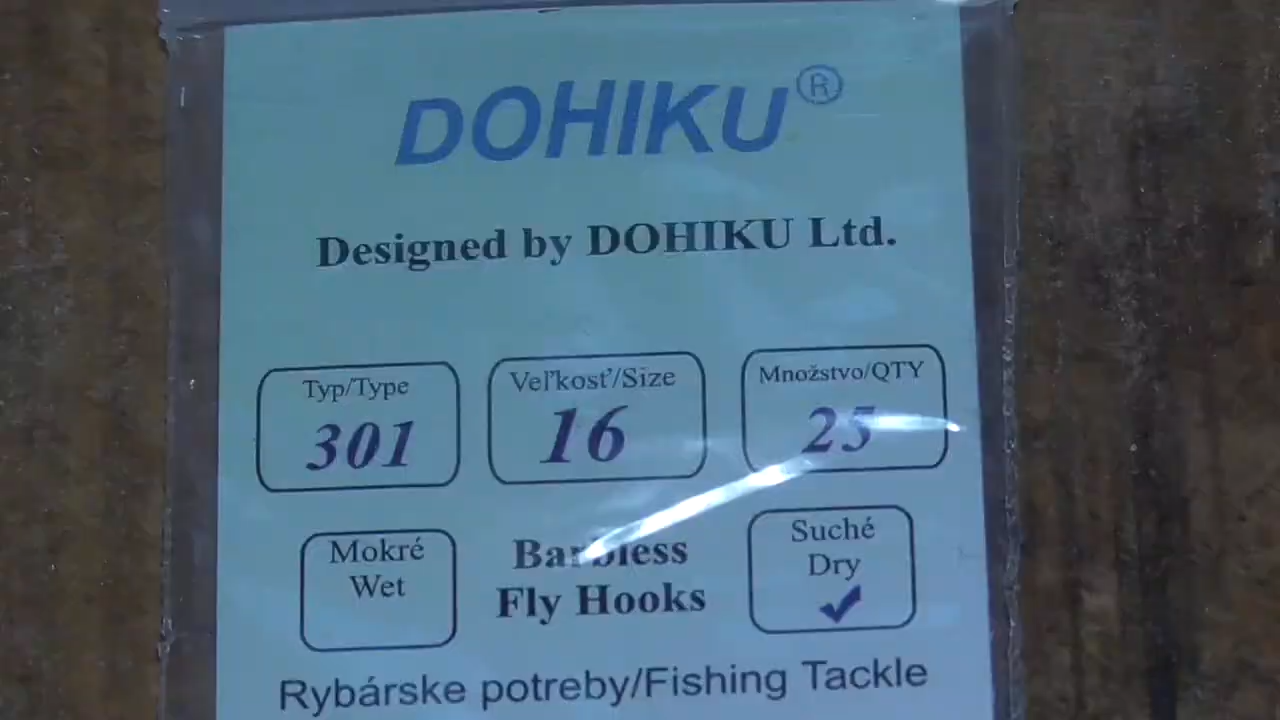 DOHIKU®
Designed by DOHIKU Ltd.
Typ/Type
301
Veľkosť/Size
16
Množstvo/QTY
25
Mokré
Wet
Barbless
Fly Hooks
Suché
Dry
✓
Rybárske potreby/Fishing Tackle